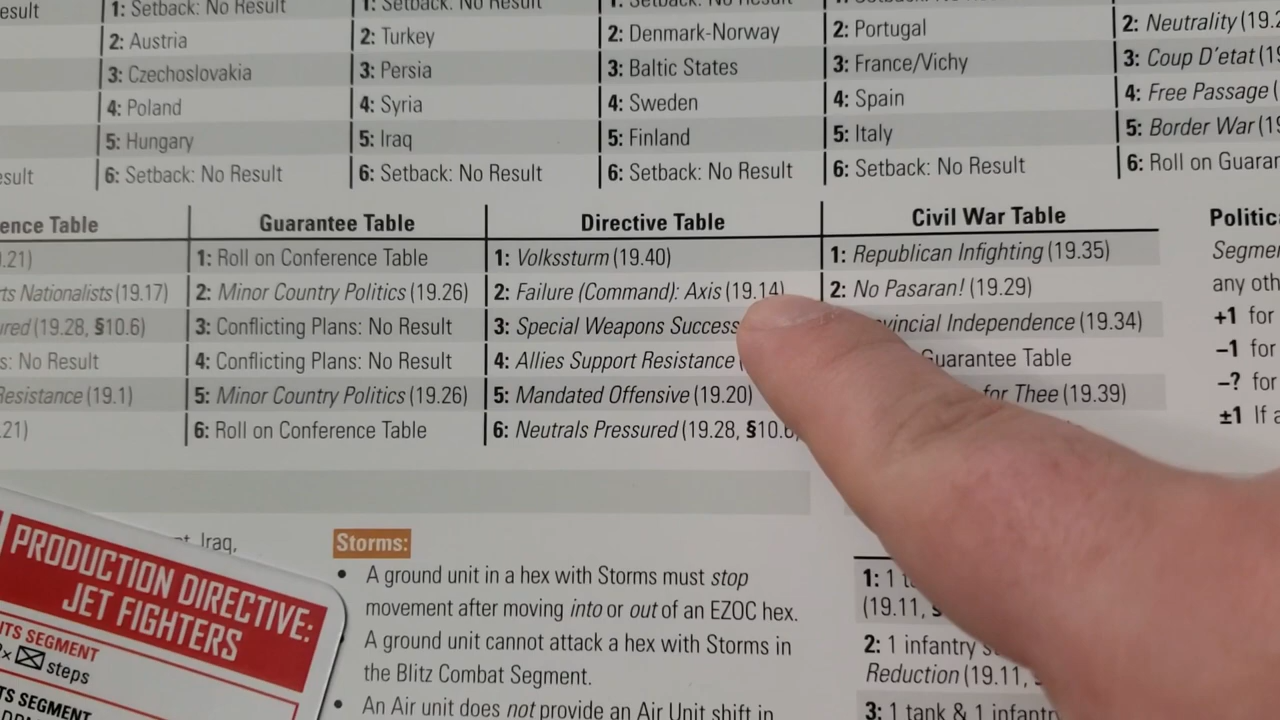 esult
1: Setback: No Result
2: Austria
3: Czechoslovakia
4: Poland
5: Hungary
esult
6: Setback: No Result
1: Setback: No Result
2: Turkey
3: Persia
4: Syria
5: Iraq
6: Setback: No Result
1: Setback: No Result
2: Denmark-Norway
3: Baltic States
4: Sweden
5: Finland
6: Setback: No Result
1: Setback: No Result
2: Portugal
3: France/Vichy
4: Spain
5: Italy
6: Setback: No Result
2: Neutrality (19.2
3: Coup D'etat (19
4: Free Passage (
5: Border War (19
6: Roll on Guaran
ence Table
.21)
ts Nationalists (19.17)
red (19.28, §10.6)
s: No Result
Resistance (19.1)
.21)
Guarantee Table
1: Roll on Conference Table
2: Minor Country Politics (19.26)
3: Conflicting Plans: No Result
4: Conflicting Plans: No Result
5: Minor Country Politics (19.26)
6: Roll on Conference Table
Directive Table
1: Volkssturm (19.40)
2: Failure (Command): Axis (19.14)
3: Special Weapons Success
4: Allies Support Resistance (
5: Mandated Offensive (19.20)
6: Neutrals Pressured (19.28, §10.6,
Civil War Table
1: Republican Infighting (19.35)
2: No Pasaran! (19.29)
vincial Independence (19.34)
Guarantee Table
for Thee (19.39)
Politica
Segmen
any oth
+1 for
−1 for
−? for
±1 If a
Iraq,
PRODUCTION DIRECTIVE:
JET FIGHTERS
ITS SEGMENT
steps
ITS SEGMENT
Storms:
• A ground unit in a hex with Storms must stop
movement after moving into or out of an EZOC hex.
A ground unit cannot attack a hex with Storms in
the Blitz Combat Segment.
• An Air unit does not provide an Air Unit shift in
1: 1
(19.11,
2: 1 infantry
Reduction (19.11,
3: 1 tank & 1 infantr